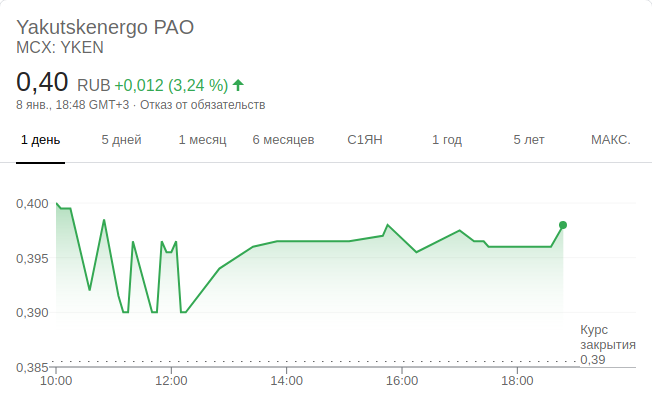 Yakutskenergo PAO
MCX: YKEN
0,40 RUB +0,012 (3,24 %)
8 янв., 18:48 GMT+3 · Отказ от обязательств
1 день 5 дней 1 месяц 6 месяцев С1ЯН 1 год 5 лет МАКС.
0,400
0,395
0,390
0,385
Курс
закрытия
0,39
10:00 12:00 14:00 16:00 18:00